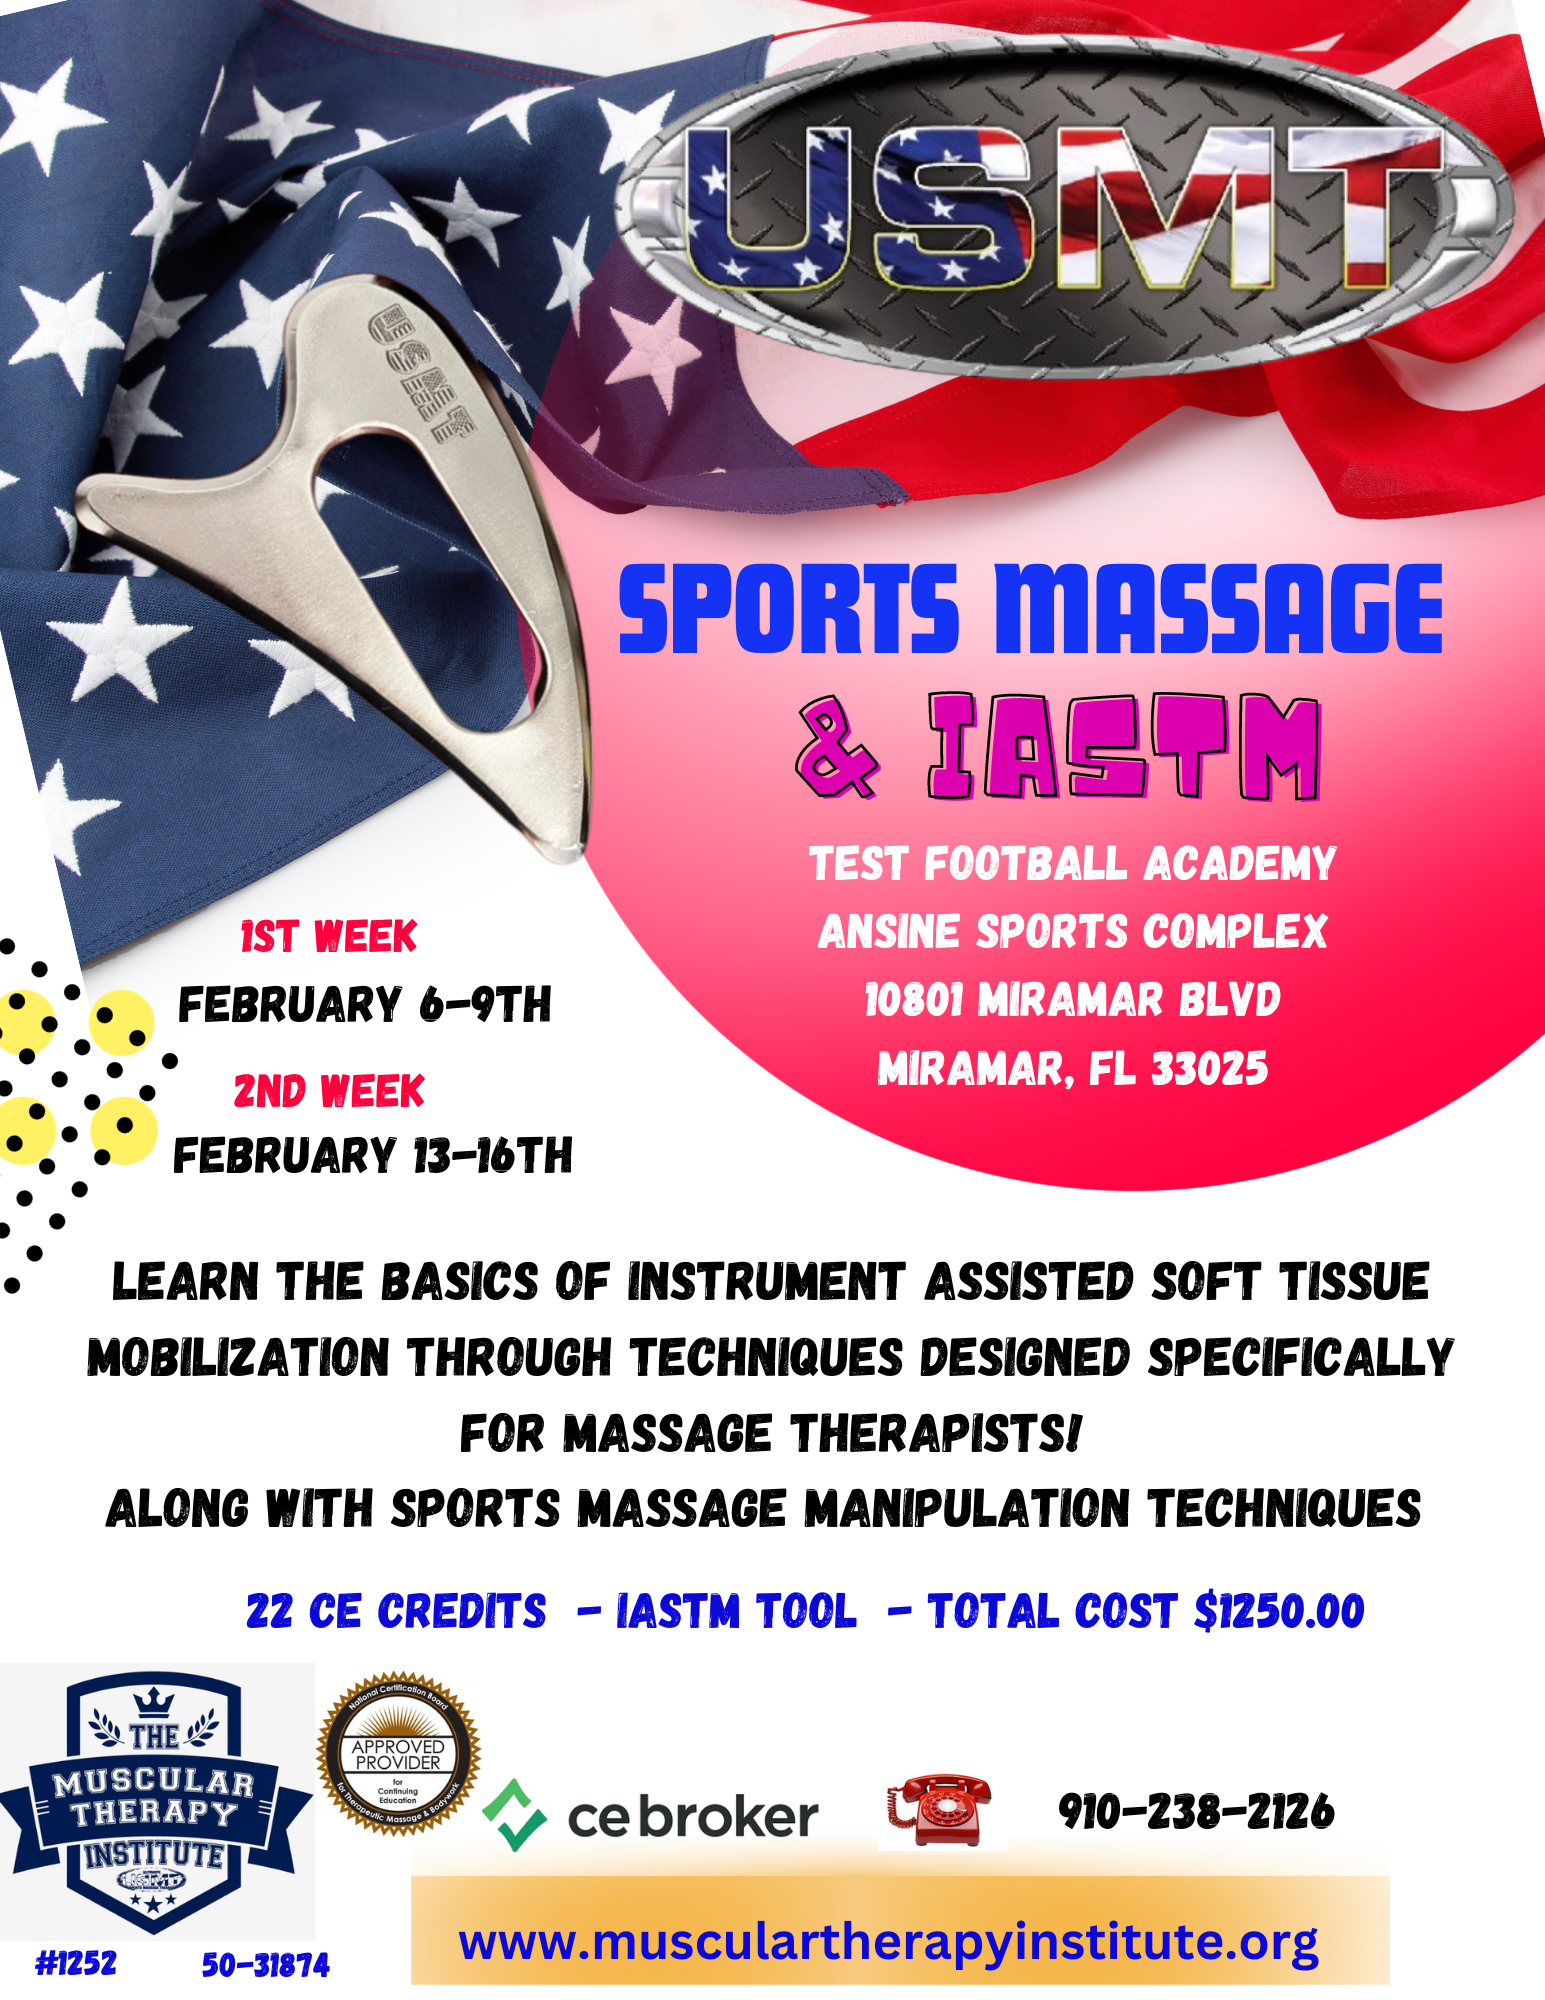 USMT
USMT
SPORTS MASSAGE
& IASTM
TEST FOOTBALL ACADEMY
ANSINE SPORTS COMPLEX
10801 MIRAMAR BLVD
MIRAMAR, FL 33025
1ST WEEK
FEBRUARY 6-9TH
2ND WEEK
FEBRUARY 13-16TH
LEARN THE BASICS OF INSTRUMENT ASSISTED SOFT TISSUE
MOBILIZATION THROUGH TECHNIQUES DESIGNED SPECIFICALLY
FOR MASSAGE THERAPISTS!
ALONG WITH SPORTS MASSAGE MANIPULATION TECHNIQUES
22 CE CREDITS - IASTM TOOL - TOTAL COST $1250.00
THE
MUSCULAR
THERAPY
INSTITUTE
USMT
National Certification Board
APPROVED
PROVIDER
for
Continuing
Education
for Therapeutic Massage & Bodywork
ce broker
910-238-2126
www.musculartherapyinstitute.org
#1252
50-31874